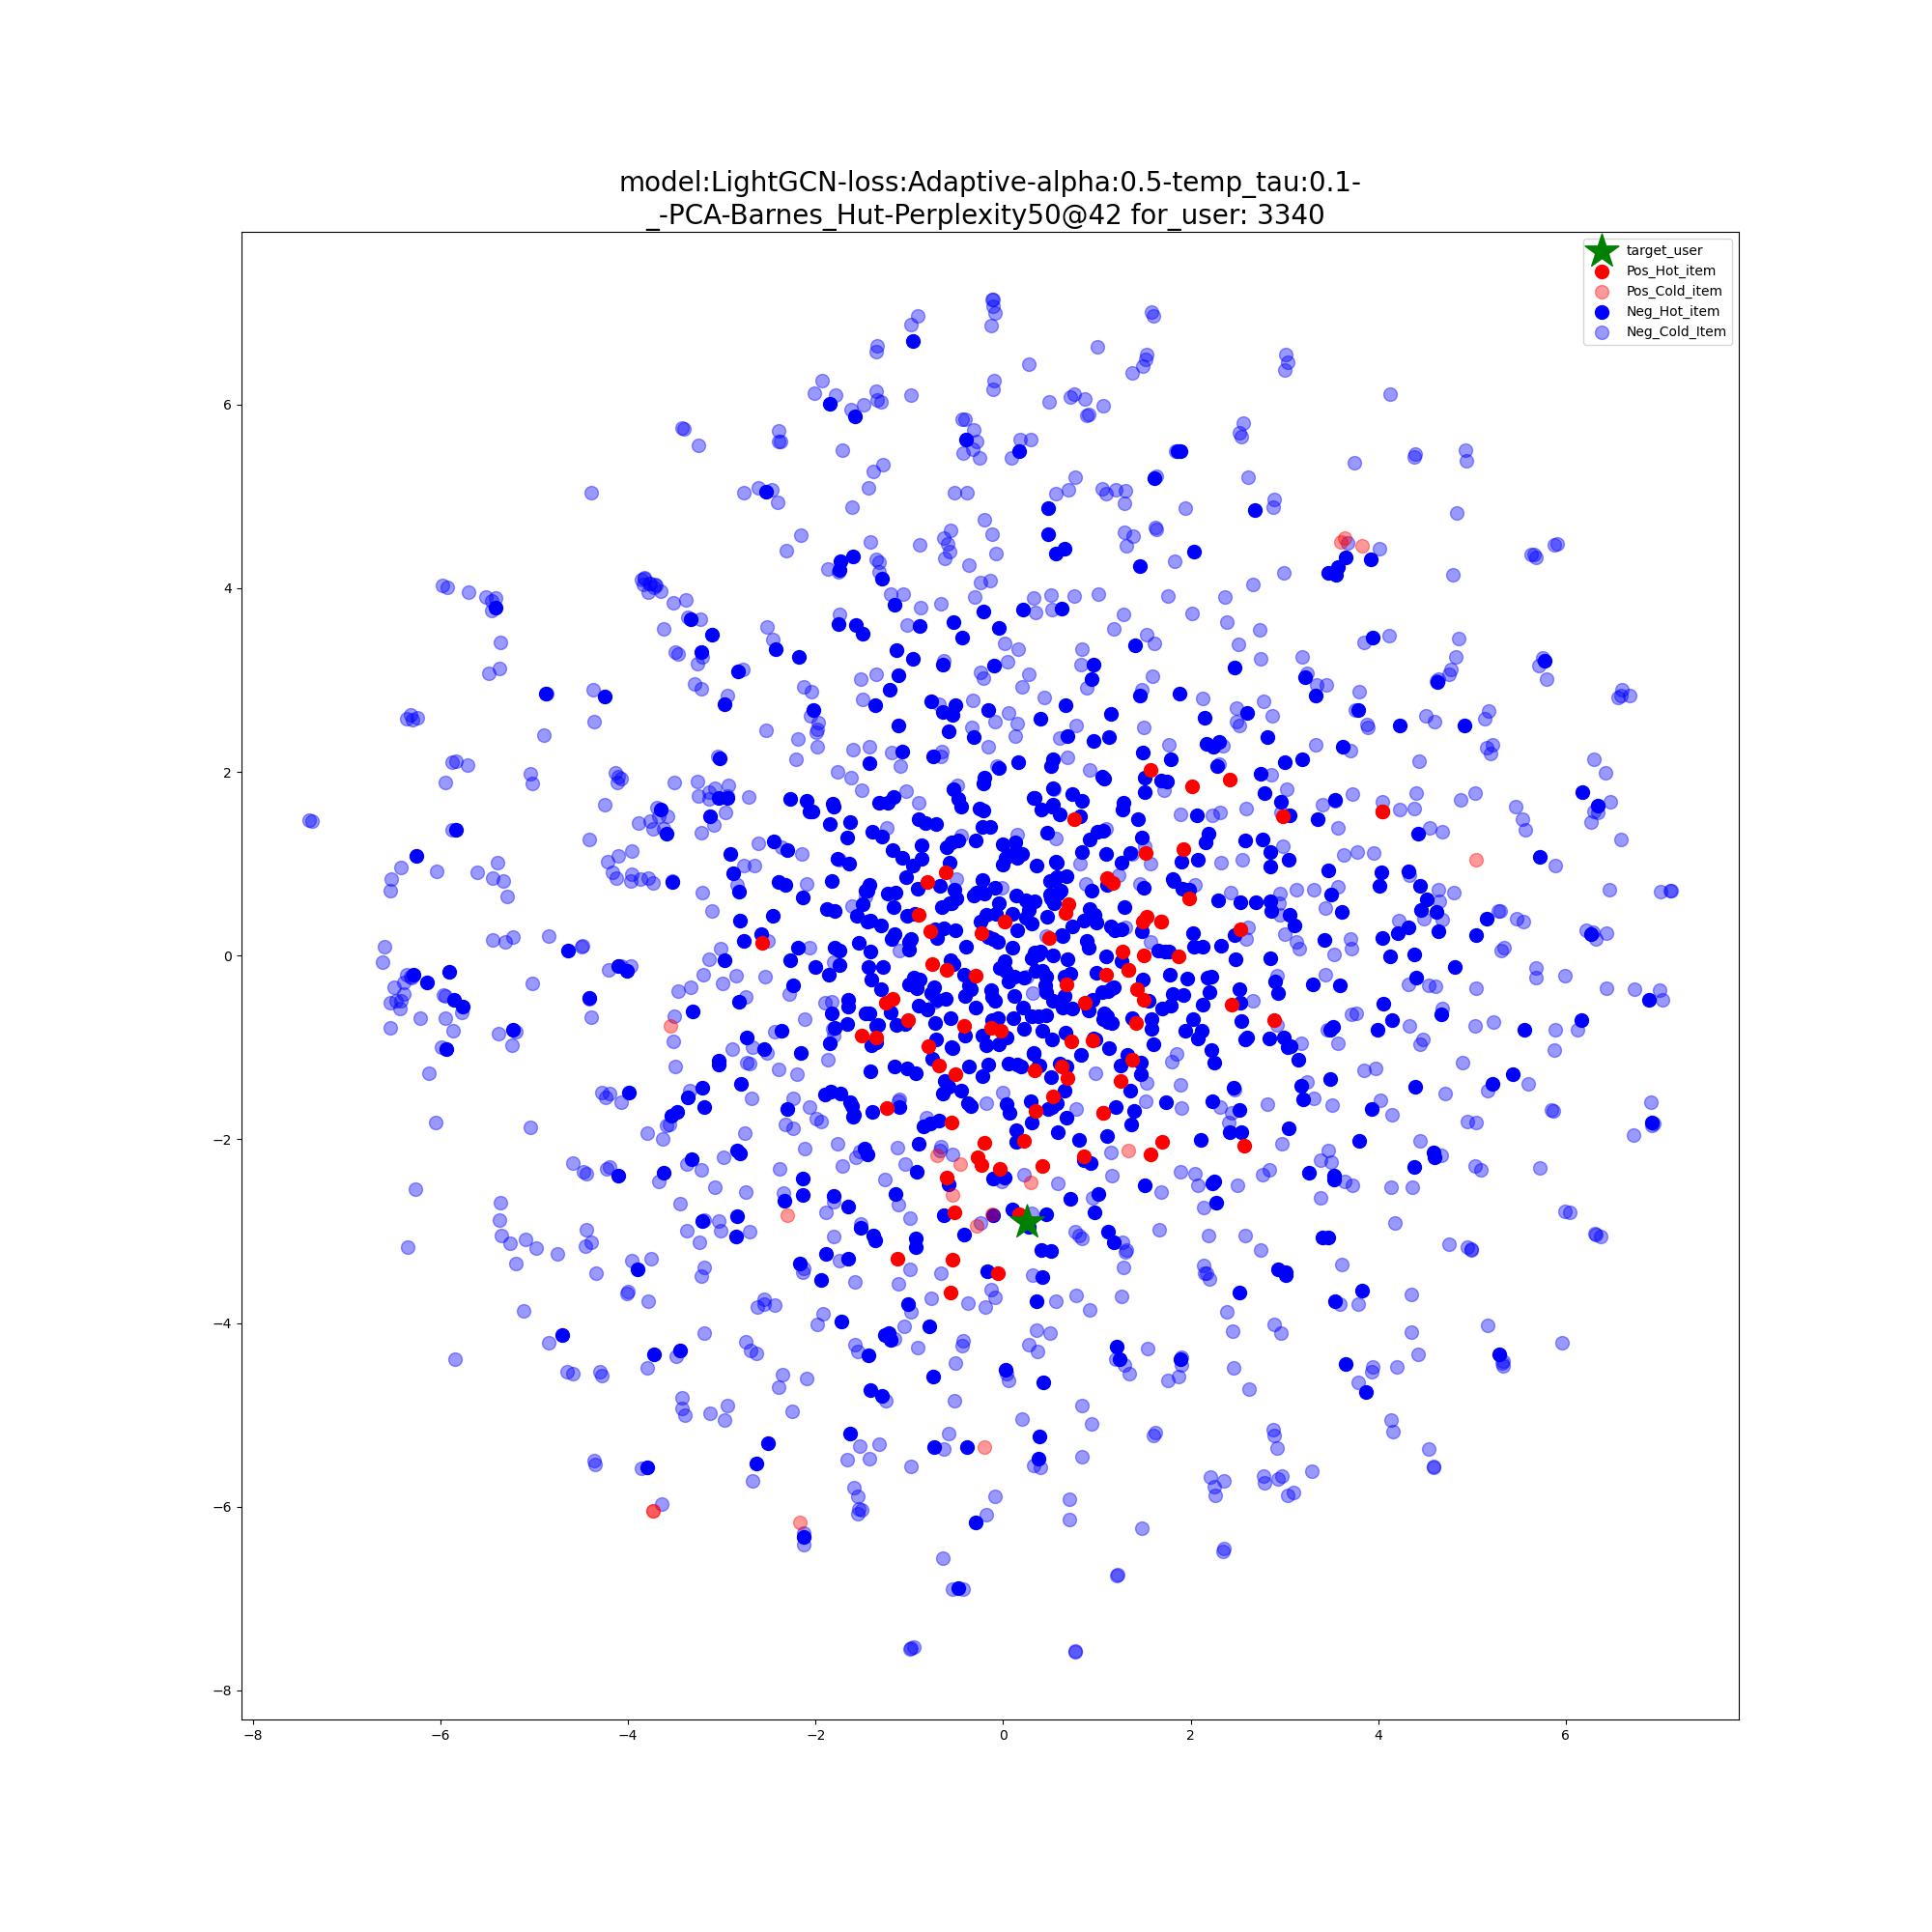 model:LightGCN-loss:Adaptive-alpha:0.5-temp_tau:0.1-
_-PCA-Barnes_Hut-Perplexity50@42 for_user: 3340
target_user
Pos_Hot_item
Pos_Cold_item
Neg_Hot_item
Neg_Cold_Item
6
4
2
0
−2
−4
−6
−8
−8 −6 −4 −2 0 2 4 6